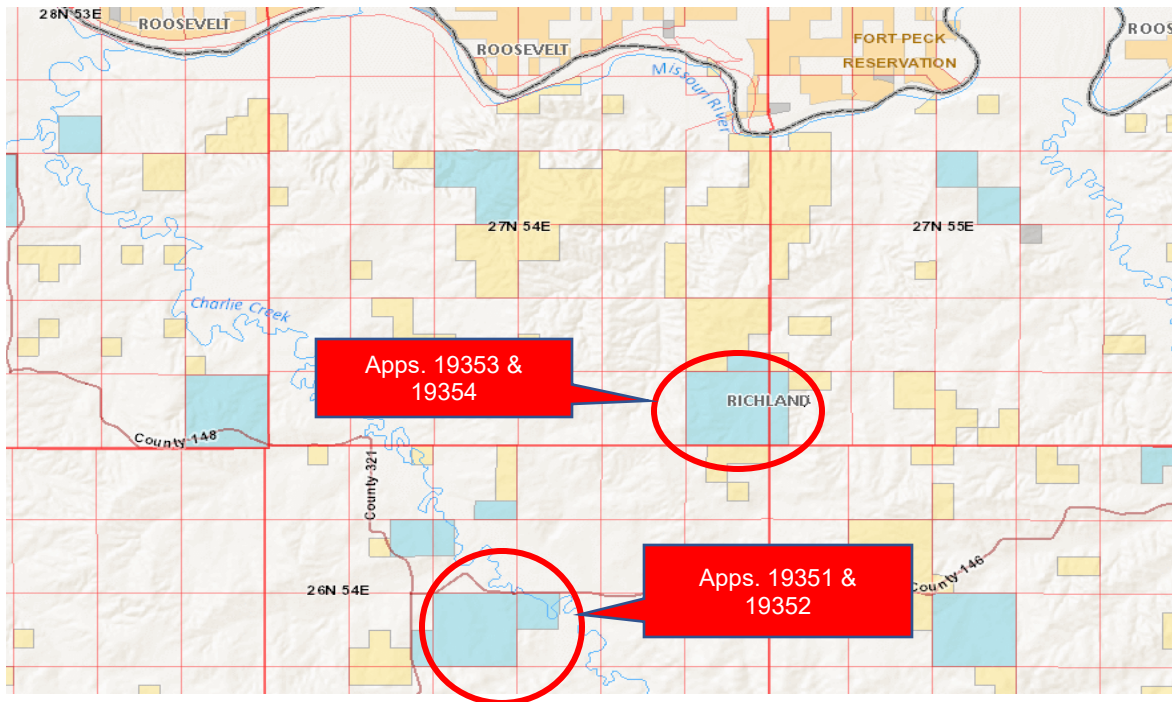 28N 53E
ROOSEVELT
ROOSEVELT
FORT PECK
RESERVATION
ROOS
Missouri River
27N 54E
27N 55E
Charlie Creek
Apps. 19353 &
19354
RICHLAND
County 148
County 321
26N 54E
Apps. 19351 &
19352
County 146